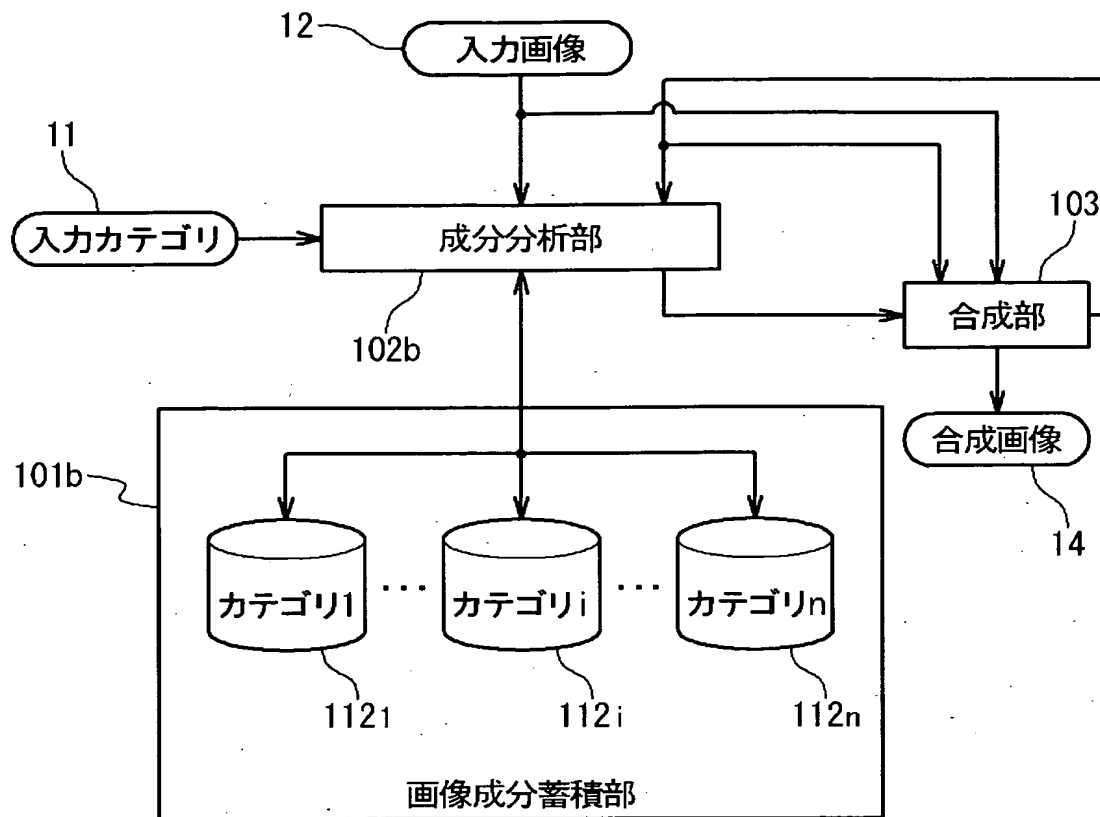 12
入力画像
11
入力カテゴリ
成分分析部
103
102b
合成部
101b
合成画像
14
カテゴリ1 ... カテゴリi ... カテゴリn
1121
112i
112n
画像成分蓄積部